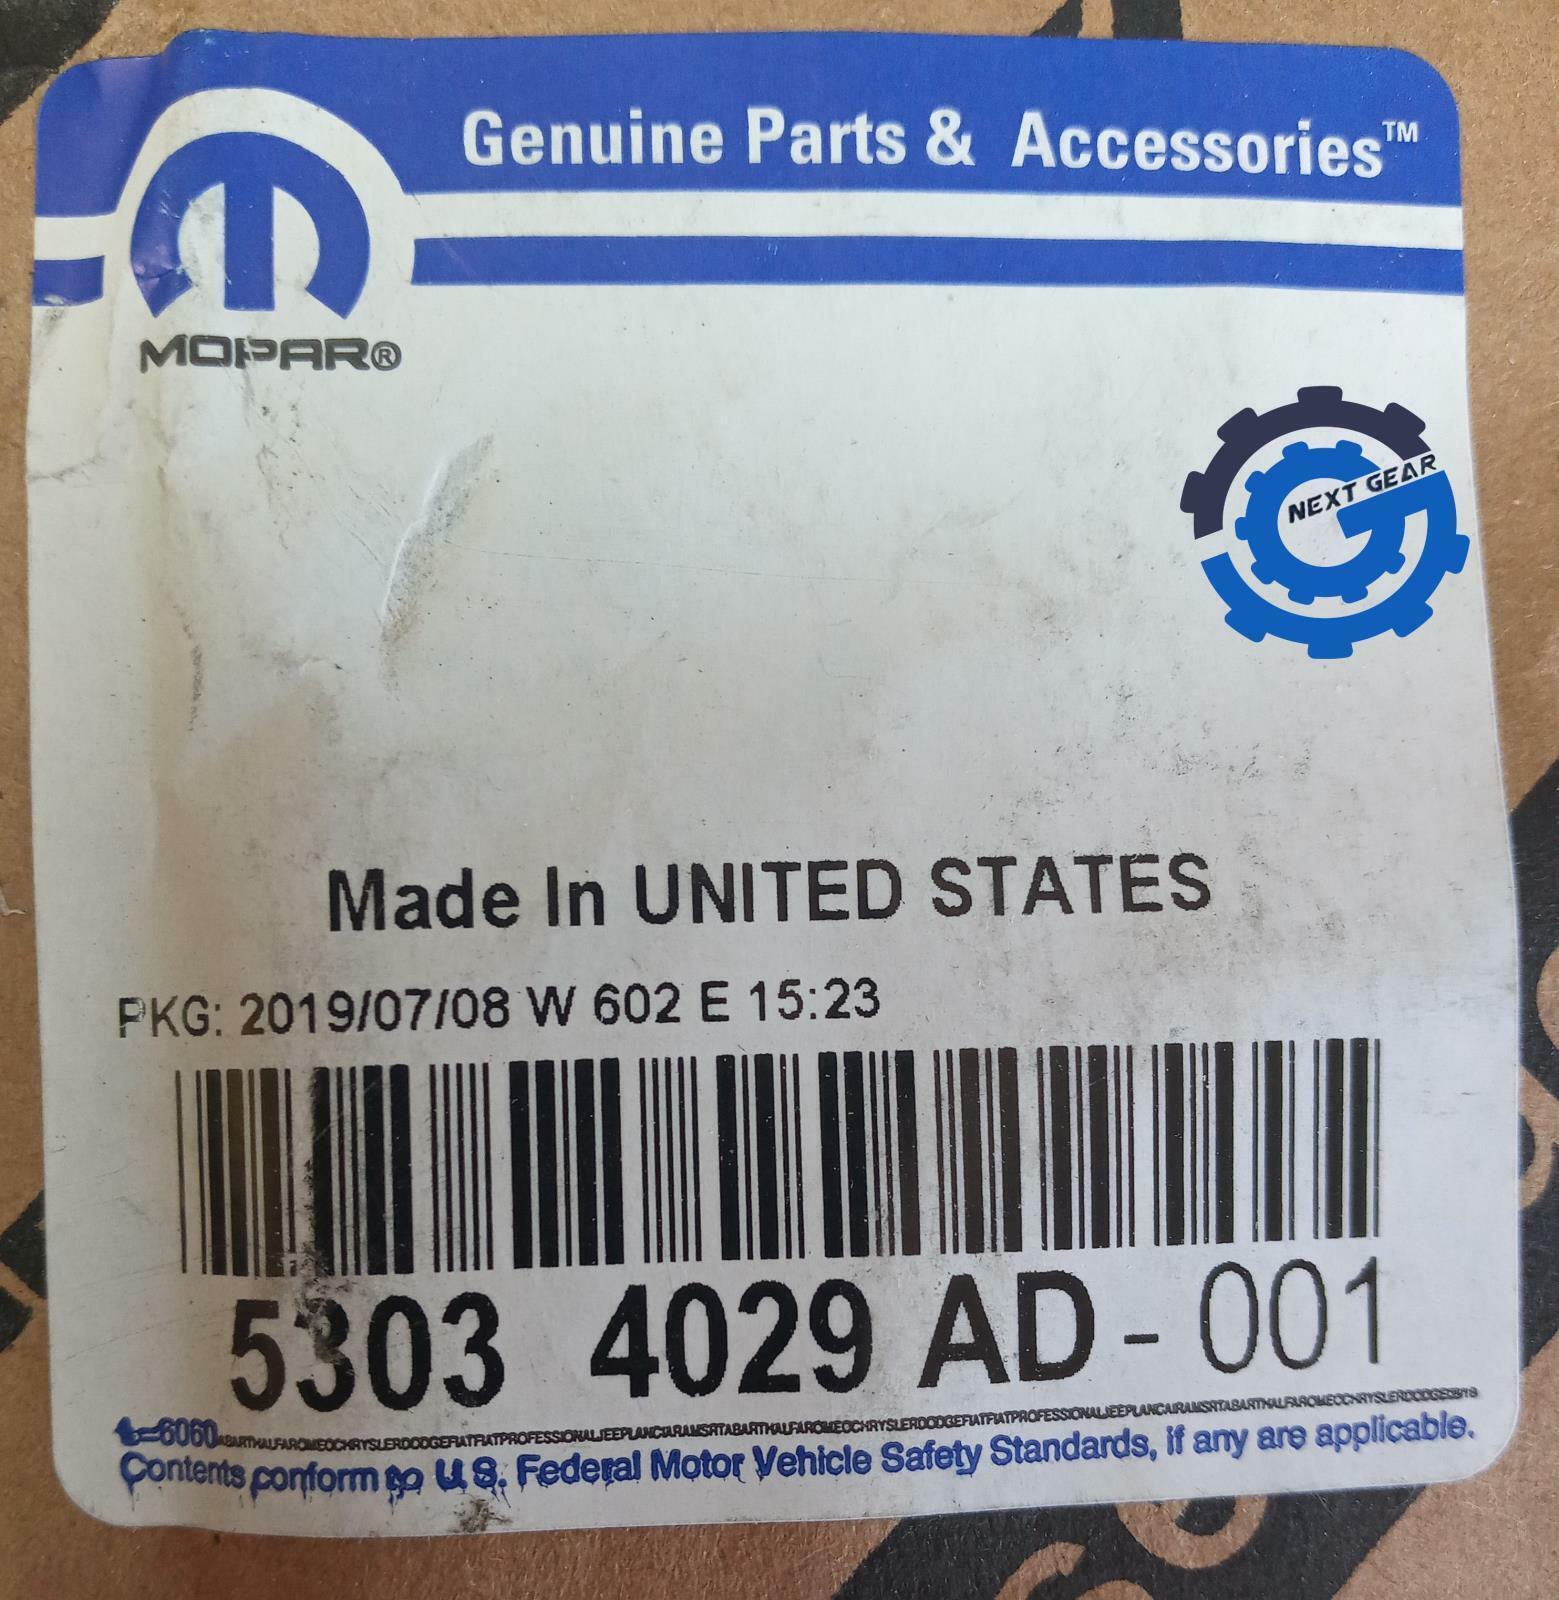 Genuine Parts & Accessories™
MOPAR®
NEXT GEAR
Made In UNITED STATES
PKG: 2019/07/08 W 602 E 15:23
5303 4029 AD - 001
=6060
Contents conform to U.S. Federal Motor Vehicle Safety Standards, if any are applicable.